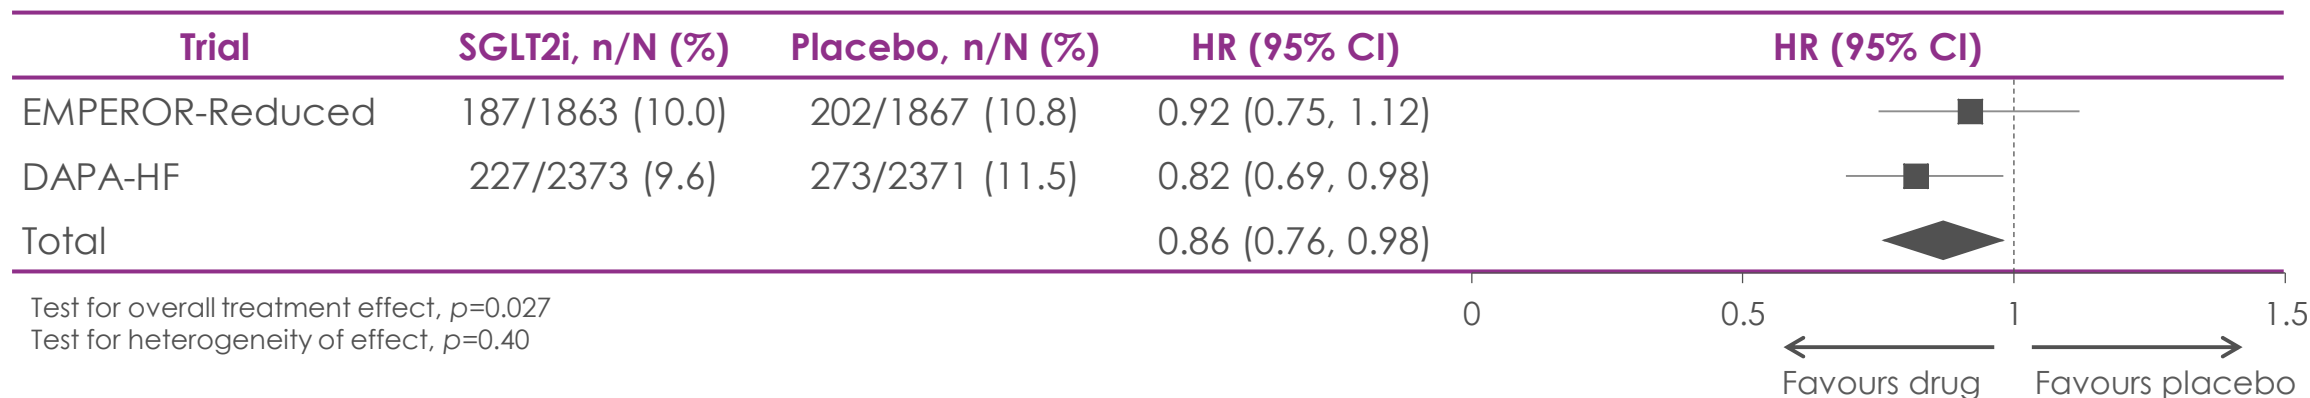 Trial SGLT2i, n/N (%) Placebo, n/N (%) HR (95% CI) HR (95% CI)
EMPEROR-Reduced 187/1863 (10.0) 202/1867 (10.8) 0.92 (0.75, 1.12)
DAPA-HF 227/2373 (9.6) 273/2371 (11.5) 0.82 (0.69, 0.98)
Total 0.86 (0.76, 0.98)
Test for overall treatment effect, p=0.027
Test for heterogeneity of effect, p=0.40
0 0.5 1 1.5
Favours drug Favours placebo